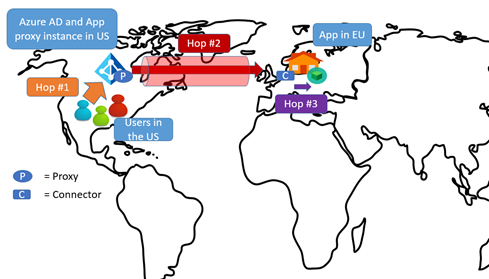 Azure AD and App
proxy instance in US
Hop #2
App in EU
P
C
Hop #1
Hop #3
Users in
the US
P = Proxy
C = Connector